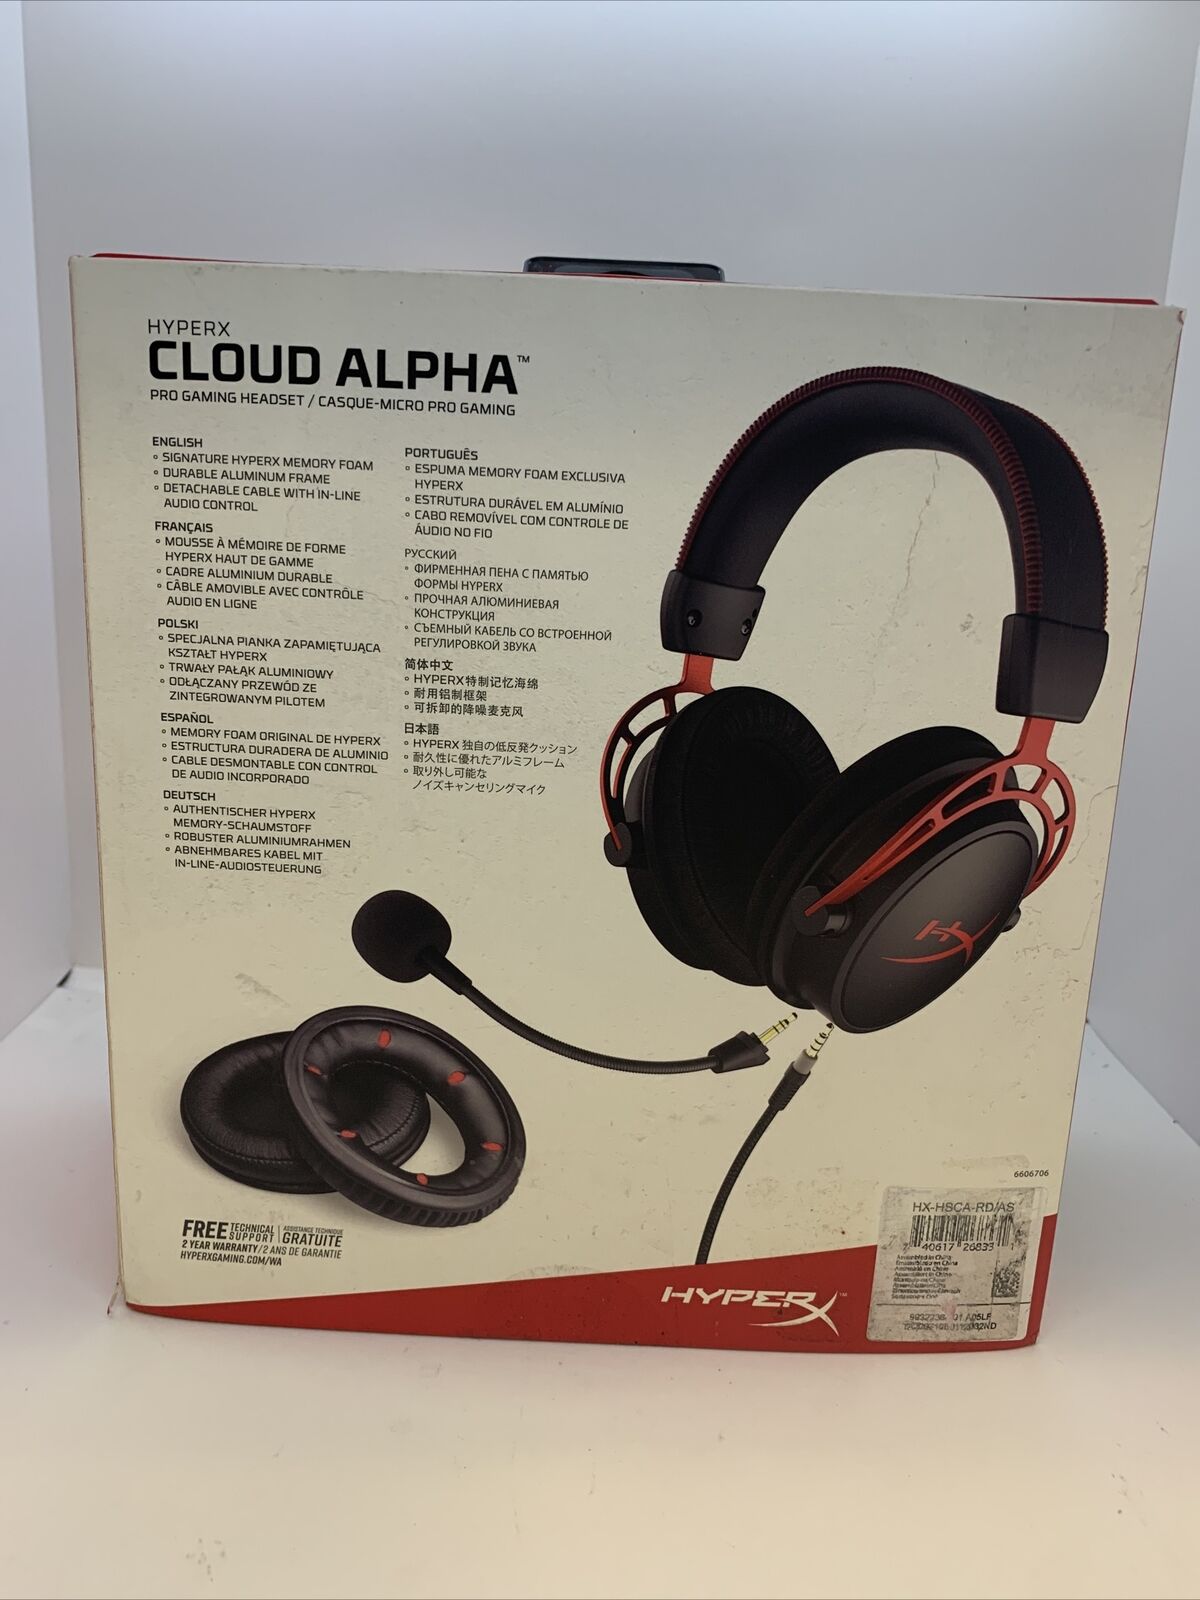 HYPERX
CLOUD ALPHA™
PRO GAMING HEADSET / CASQUE-MICRO PRO GAMING
ENGLISH
◦ SIGNATURE HYPERX MEMORY FOAM
◦ DURABLE ALUMINUM FRAME
◦ DETACHABLE CABLE WITH IN-LINE
AUDIO CONTROL
FRANÇAIS
◦ MOUSSE À MÉMOIRE DE FORME
HYPERX HAUT DE GAMME
◦ CADRE ALUMINIUM DURABLE
◦ CÂBLE AMOVIBLE AVEC CONTRÔLE
AUDIO EN LIGNE
POLSKI
◦ SPECJALNA PIANKA ZAPAMIĘTUJĄCA
KSZTAŁT HYPERX
◦ TRWAŁY PAŁĄK ALUMINIOWY
◦ ODŁĄCZANY PRZEWÓD ZE
ZINTEGROWANYM PILOTEM
ESPAÑOL
◦ MEMORY FOAM ORIGINAL DE HYPERX
◦ ESTRUCTURA DURADERA DE ALUMINIO
◦ CABLE DESMONTABLE CON CONTROL
DE AUDIO INCORPORADO
DEUTSCH
◦ AUTHENTISCHER HYPERX
MEMORY-SCHAUMSTOFF
◦ ROBUSTER ALUMINIUMRAHMEN
◦ ABNEHMBARES KABEL MIT
IN-LINE-AUDIOSTEUERUNG
PORTUGUÊS
◦ ESPUMA MEMORY FOAM EXCLUSIVA
HYPERX
◦ ESTRUTURA DURÁVEL EM ALUMÍNIO
◦ CABO REMOVÍVEL COM CONTROLE DE
ÁUDIO NO FIO
РУССКИЙ
◦ ФИРМЕННАЯ ПЕНА С ПАМЯТЬЮ
ФОРМЫ HYPERX
◦ ПРОЧНАЯ АЛЮМИНИЕВАЯ
КОНСТРУКЦИЯ
◦ СЪЕМНЫЙ КАБЕЛЬ СО ВСТРОЕННОЙ
РЕГУЛИРОВКОЙ ЗВУКА
简体中文
◦ HYPERX特制记忆海绵
◦ 耐用铝制框架
◦ 可拆卸的降噪麦克风
日本語
◦ HYPERX 独自の低反発クッション
◦ 耐久性に優れたアルミフレーム
◦ 取り外し可能な
ノイズキャンセリングマイク
HX
FREE TECHNICAL SUPPORT | ASSISTANCE TECHNIQUE GRATUITE
2 YEAR WARRANTY/2 ANS DE GARANTIE
HYPERXGAMING.COM/WA
HYPERX™
6606706
HX-HSCA-RD/AS
7 40617 26839 1
Assembled in China